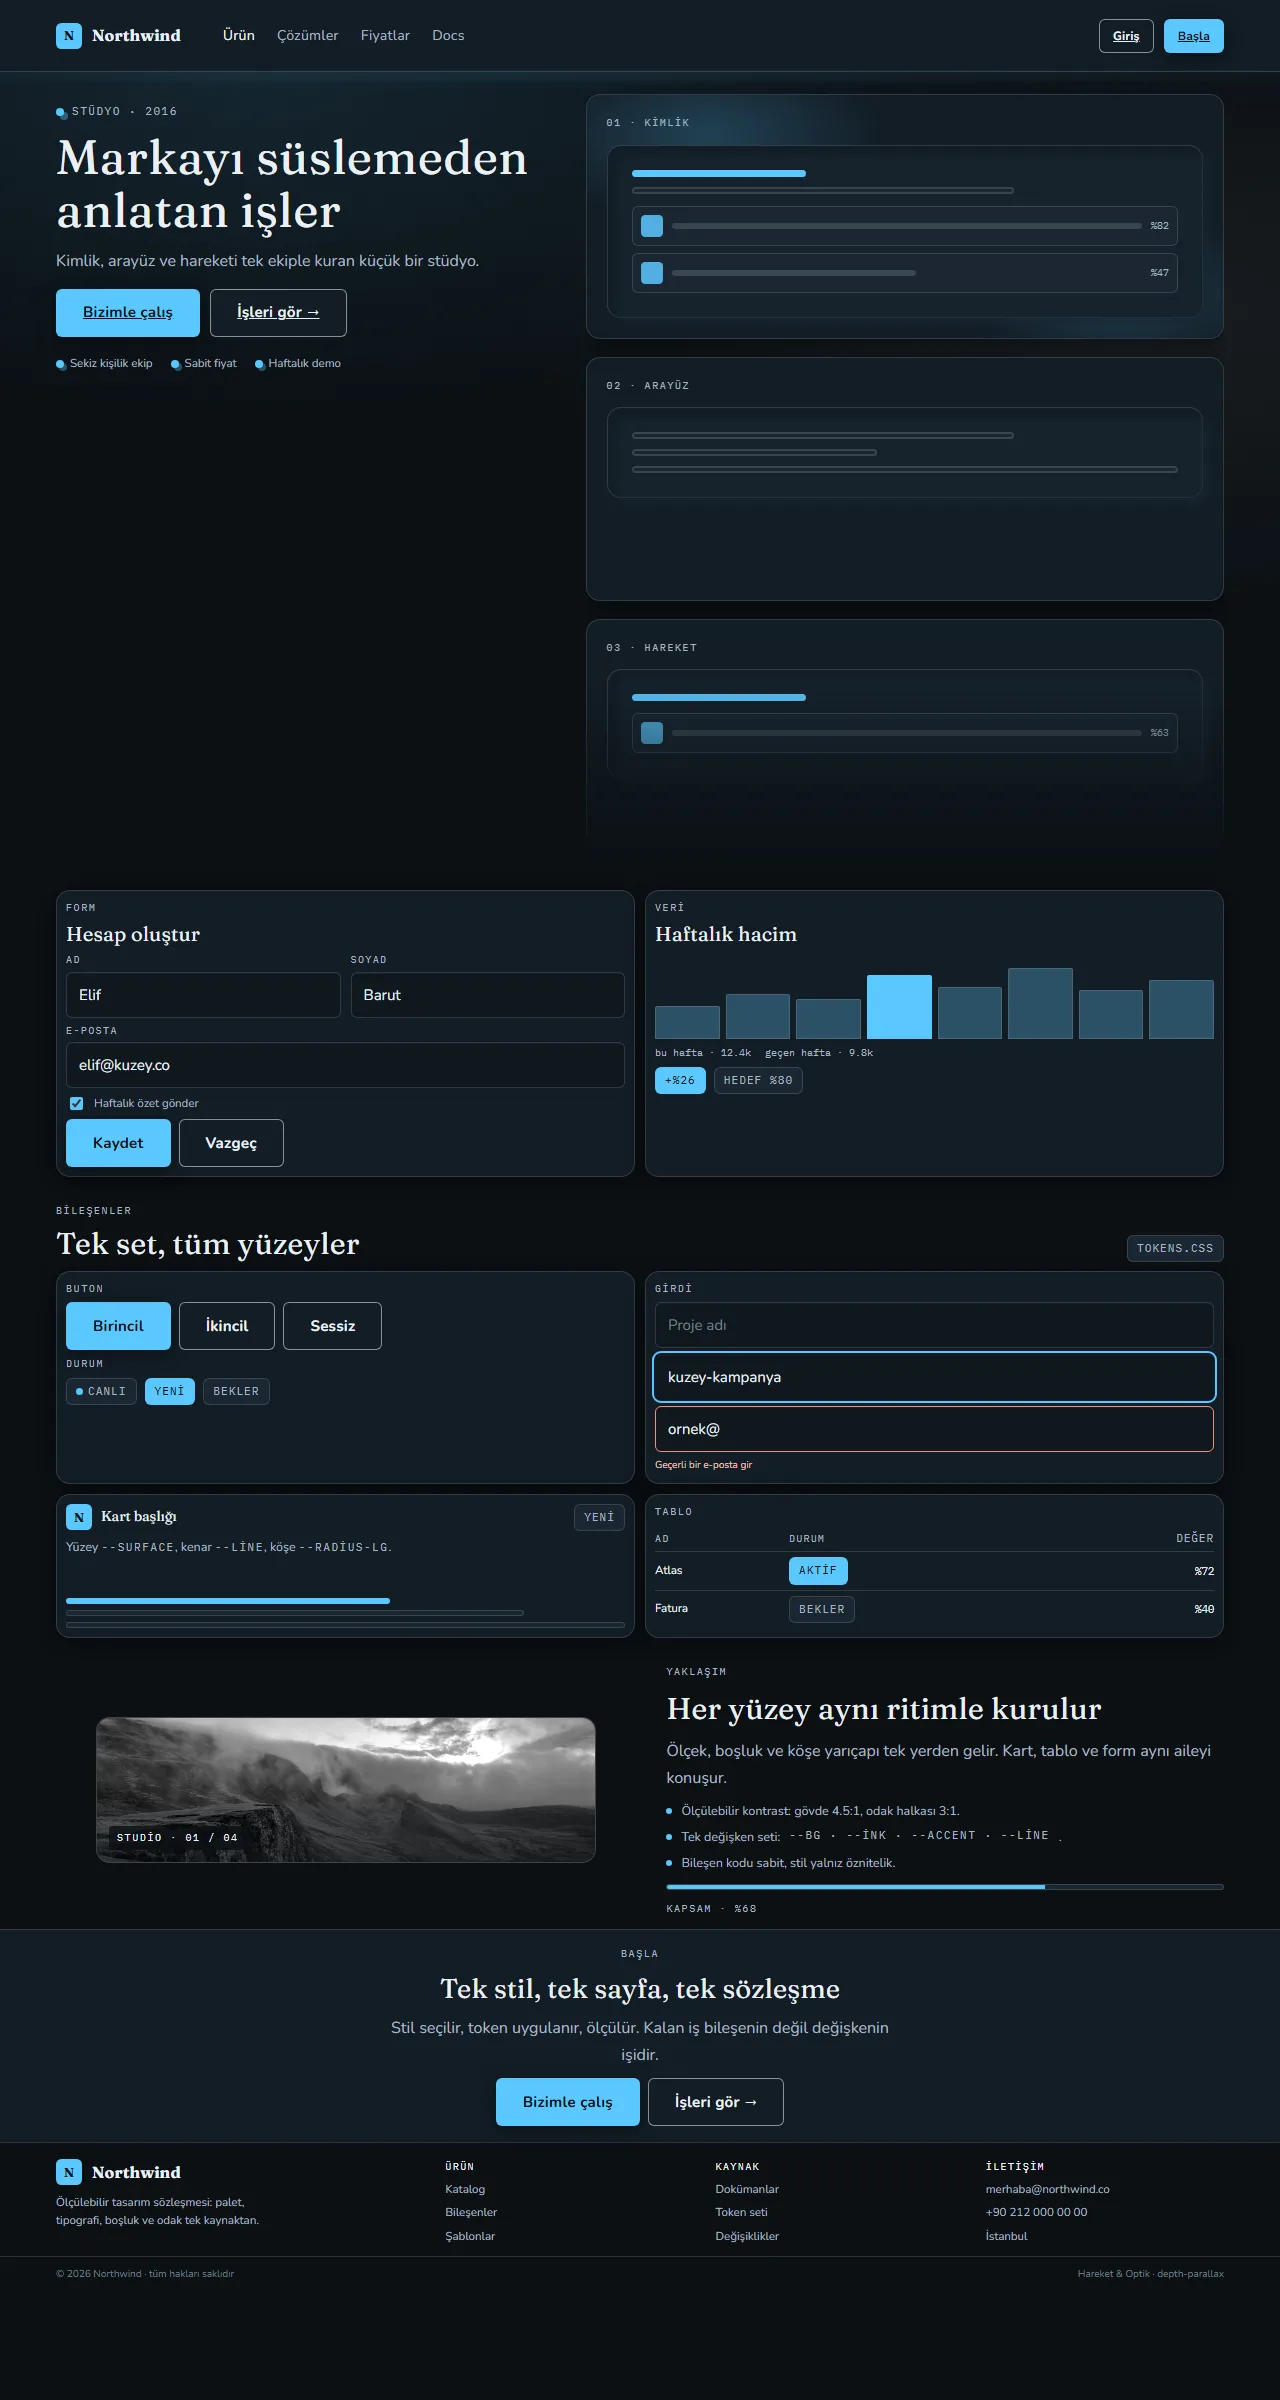 N Northwind Ürün Çözümler Fiyatlar Docs Giriş Başla
STÜDYO · 2016
Markayı süslemeden
anlatan işler
Kimlik, arayüz ve hareketi tek ekiple kuran küçük bir stüdyo.
Bizimle çalış İşleri gör →
Sekiz kişilik ekip Sabit fiyat Haftalık demo
01 · KİMLİK
%82
%47
02 · ARAYÜZ
03 · HAREKET
%63
FORM
Hesap oluştur
AD SOYAD
Elif Barut
E-POSTA
elif@kuzey.co
Haftalık özet gönder
Kaydet Vazgeç
VERİ
Haftalık hacim
bu hafta · 12.4k geçen hafta · 9.8k
+%26 HEDEF %80
BİLEŞENLER
Tek set, tüm yüzeyler
TOKENS.CSS
BUTON
Birincil İkincil Sessiz
DURUM
CANLI YENİ BEKLER
GİRDİ
Proje adı
kuzey-kampanya
ornek@
Geçerli bir e-posta gir
N Kart başlığı YENİ
Yüzey --SURFACE, kenar --LİNE, köşe --RADİUS-LG.
TABLO
AD DURUM DEĞER
Atlas AKTİF %72
Fatura BEKLER %40
STUDİO · 01 / 04
YAKLAŞIM
Her yüzey aynı ritimle kurulur
Ölçek, boşluk ve köşe yarıçapı tek yerden gelir. Kart, tablo ve form aynı aileyi
konuşur.
Ölçülebilir kontrast: gövde 4.5:1, odak halkası 3:1.
Tek değişken seti: --BG · --İNK · --ACCENT · --LİNE .
Bileşen kodu sabit, stil yalnız öznitelik.
KAPSAM · %68
BAŞLA
Tek stil, tek sayfa, tek sözleşme
Stil seçilir, token uygulanır, ölçülür. Kalan iş bileşenin değil değişkenin
işidir.
Bizimle çalış İşleri gör →
N Northwind
Ölçülebilir tasarım sözleşmesi: palet,
tipografi, boşluk ve odak tek kaynaktan.
ÜRÜN
Katalog
Bileşenler
Şablonlar
KAYNAK
Dokümanlar
Token seti
Değişiklikler
İLETİŞİM
merhaba@northwind.co
+90 212 000 00 00
İstanbul
© 2026 Northwind · tüm hakları saklıdır
Hareket & Optik · depth-parallax